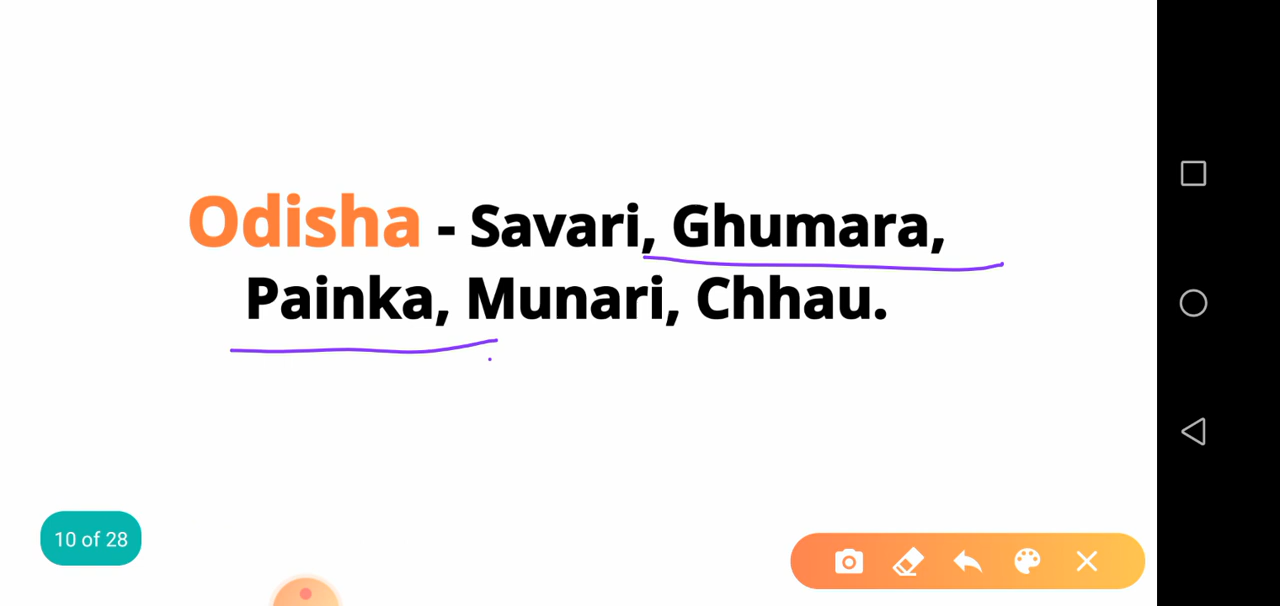 Odisha - Savari, Ghumara,
Painka, Munari, Chhau.
10 of 28